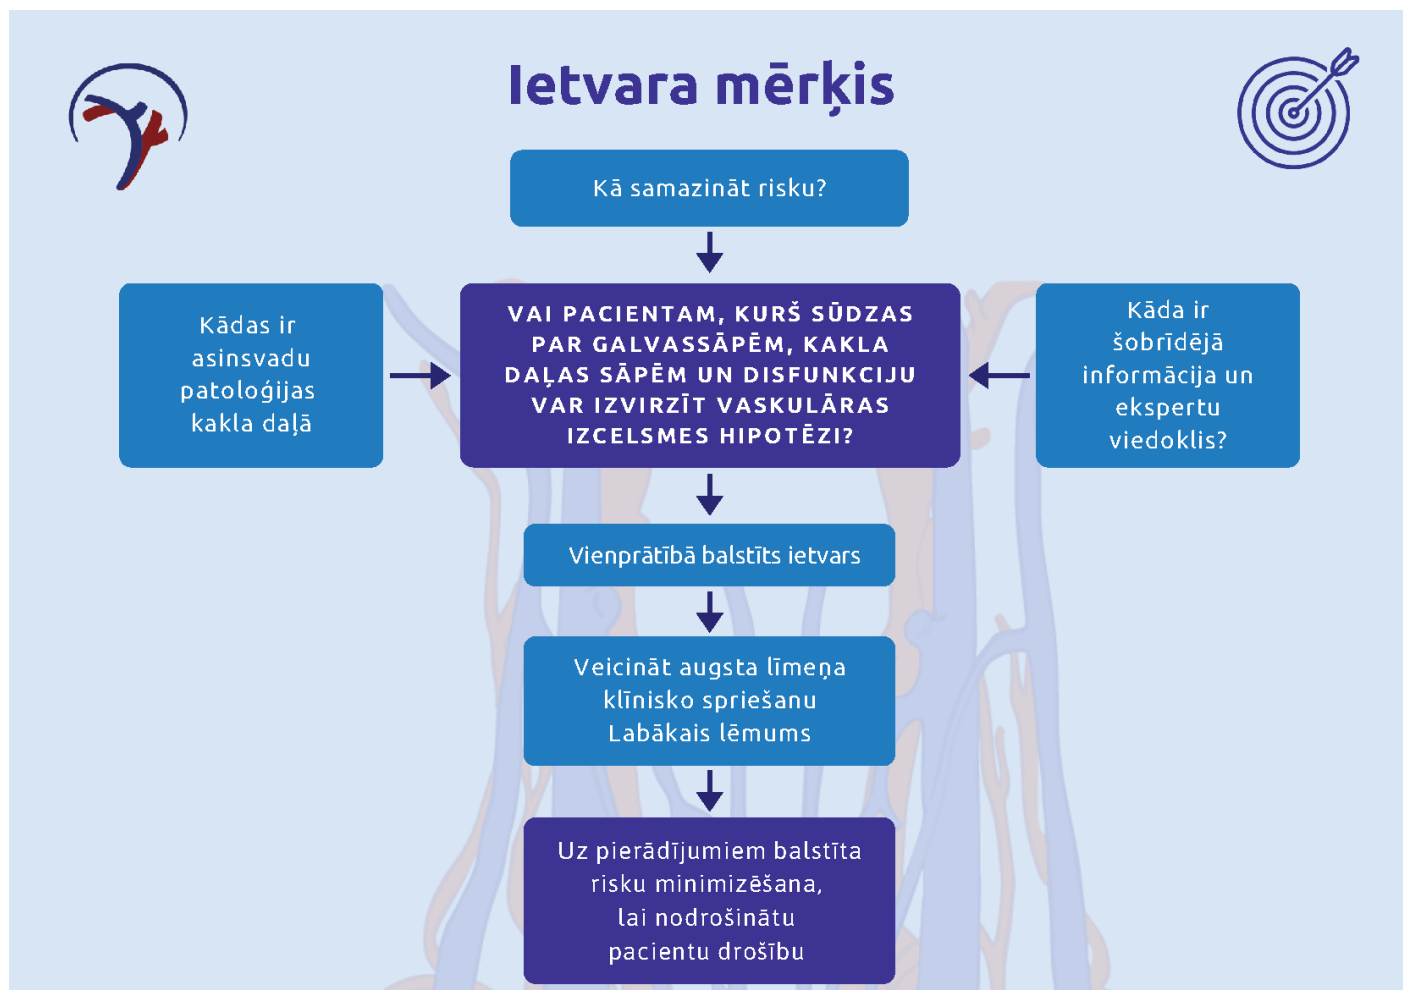 Ietvara mērķis
Kā samazināt risku?
Kādas ir
asinsvadu
patoloģijas
kakla daļā
VAI PACIENTAM, KURŠ SŪDZAS
PAR GALVASSĀPĒM, KAKLA
DAĻAS SĀPĒM UN DISFUNKCIJU
VAR IZVIRZĪT VASKULĀRAS
IZCELSMES HIPOTĒZI?
Kāda ir
šobrīdējā
informācija un
ekspertu
viedoklis?
Vienprātībā balstīts ietvars
Veicināt augsta līmeņa
klīnisko spriešanu
Labākais lēmums
Uz pierādījumiem balstīta
risku minimizēšana,
lai nodrošinātu
pacientu drošību